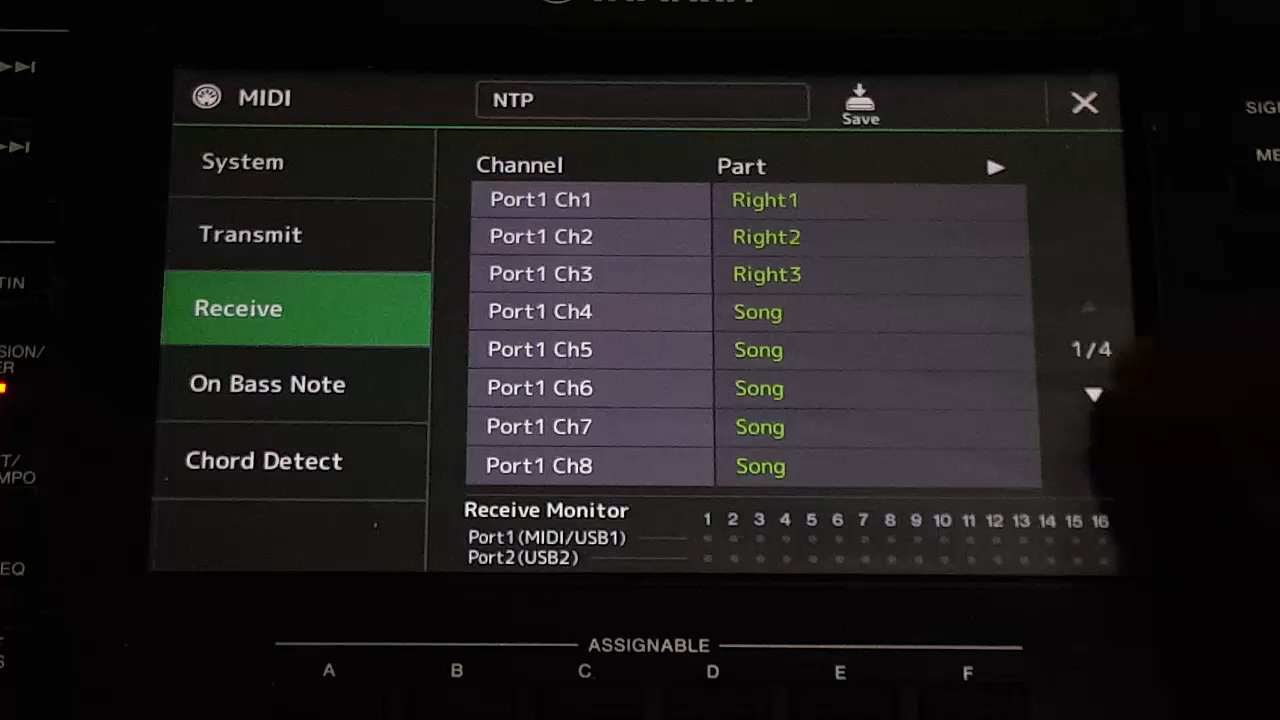 MIDI
NTP
Save
System
Transmit
Receive
On Bass Note
Chord Detect
Channel Part
Port1 Ch1 Right1
Port1 Ch2 Right2
Port1 Ch3 Right3
Port1 Ch4 Song
Port1 Ch5 Song
Port1 Ch6 Song
Port1 Ch7 Song
Port1 Ch8 Song
1/4
Receive Monitor 1 2 3 4 5 6 7 8 9 10 11 12 13 14 15 16
Port1(MIDI/USB1)
Port2(USB2)
EQ
ASSIGNABLE
A B C D E F